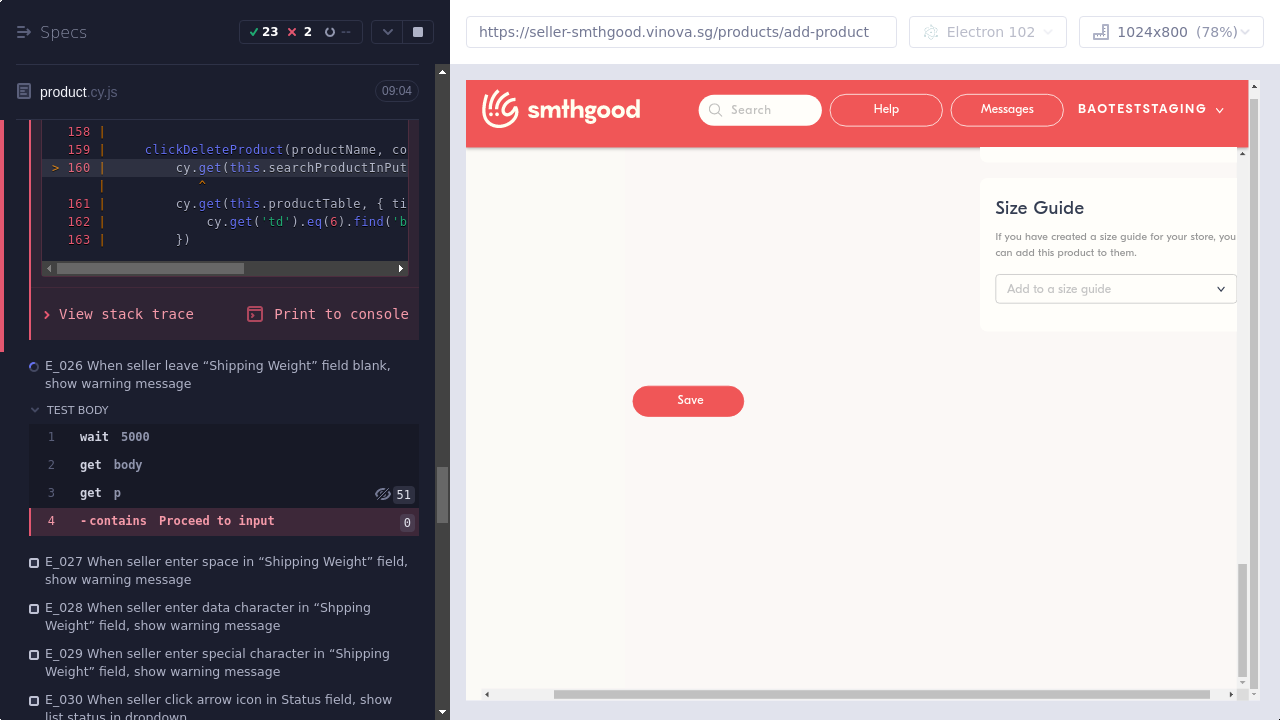 Specs
23
2
--
product.cy.js
09:04
158 |
159 |     clickDeleteProduct(productName, co
> 160 |         cy.get(this.searchProductInPut
|            ^
161 |         cy.get(this.productTable, { ti
162 |             cy.get('td').eq(6).find('b
163 |         })
View stack trace
Print to console
E_026 When seller leave “Shipping Weight” field blank,
show warning message
TEST BODY
1 wait 5000
2 get body
3 get p 51
4 -contains Proceed to input 0
E_027 When seller enter space in “Shipping Weight” field,
show warning message
E_028 When seller enter data character in “Shpping
Weight” field, show warning message
E_029 When seller enter special character in “Shipping
Weight” field, show warning message
E_030 When seller click arrow icon in Status field, show
list status in dropdown
https://seller-smthgood.vinova.sg/products/add-product
Electron 102
1024x800 (78%)
smthgood
Search
Help
Messages
BAOTESTSTAGING
Size Guide
If you have created a size guide for your store, you
can add this product to them.
Add to a size guide
Save